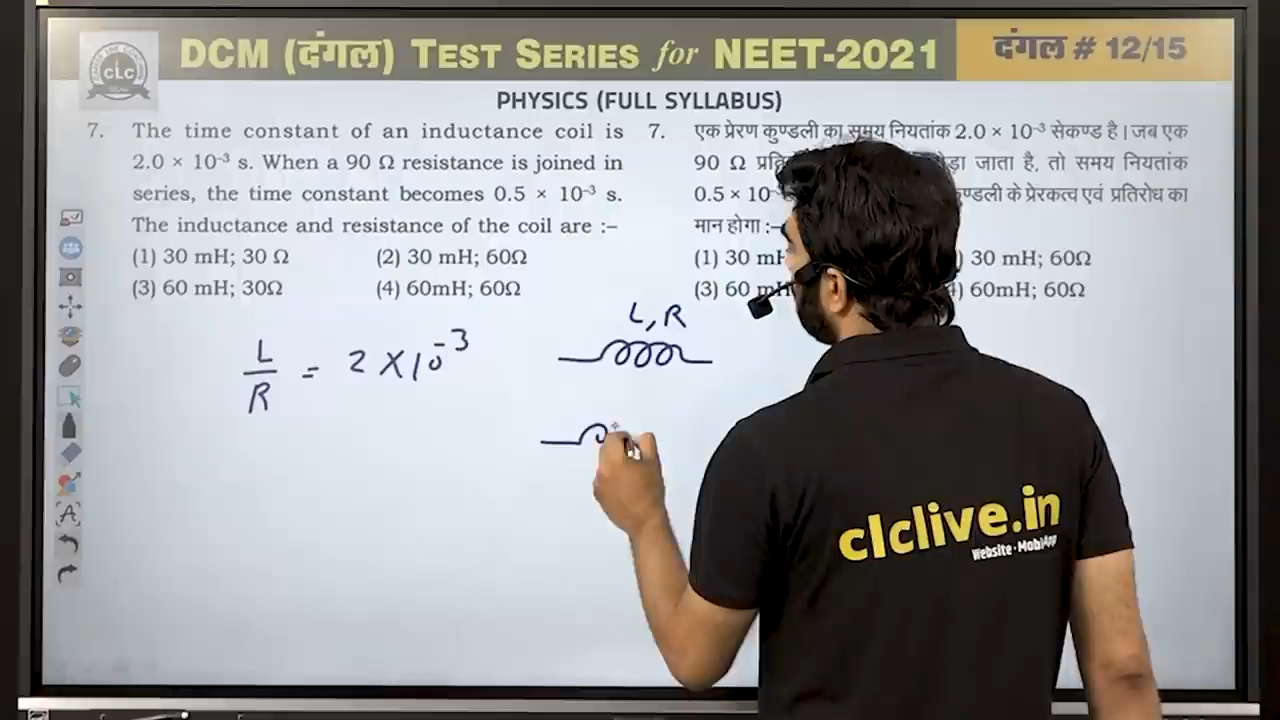 CLC
DCM (दंगल) TEST SERIES for NEET-2021
दंगल # 12/15
PHYSICS (FULL SYLLABUS)
7. The time constant of an inductance coil is
2.0 × 10⁻³ s. When a 90 Ω resistance is joined in
series, the time constant becomes 0.5 × 10⁻³ s.
The inductance and resistance of the coil are :–
(1) 30 mH; 30 Ω (2) 30 mH; 60Ω
(3) 60 mH; 30Ω (4) 60mH; 60Ω
7. एक प्रेरण कुण्डली का समय नियतांक 2.0 × 10⁻³ सेकण्ड है। जब एक
90 Ω जाता है, तो समय नियतांक
0.5 × 10 के प्रेरकत्व एवं प्रतिरोध का
मान होगा :–
(1) 30 mH 30 mH; 60Ω
(3) 60 mH 60mH; 60Ω
L/R = 2 × 10⁻³
L, R
clclive.in
Website · MobiApp